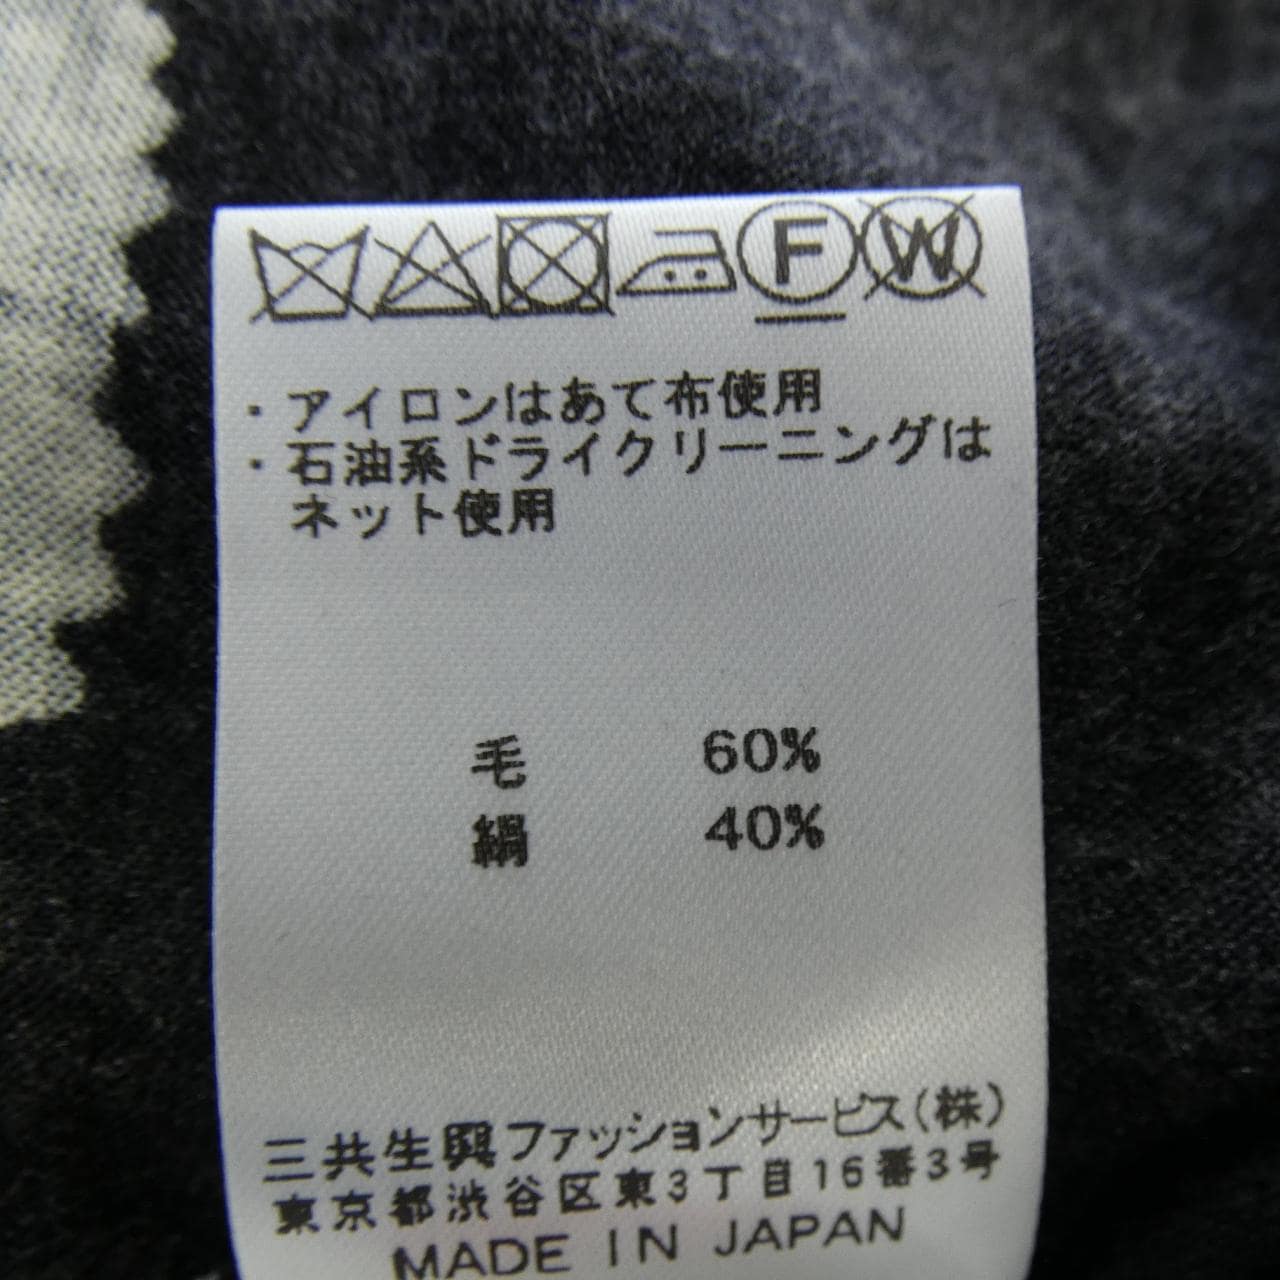 F W
・アイロンはあて布使用
・石油系ドライクリーニングは
ネット使用
毛 60%
絹 40%
三共生興ファッションサービス(株)
東京都渋谷区東3丁目16番3号
MADE IN JAPAN